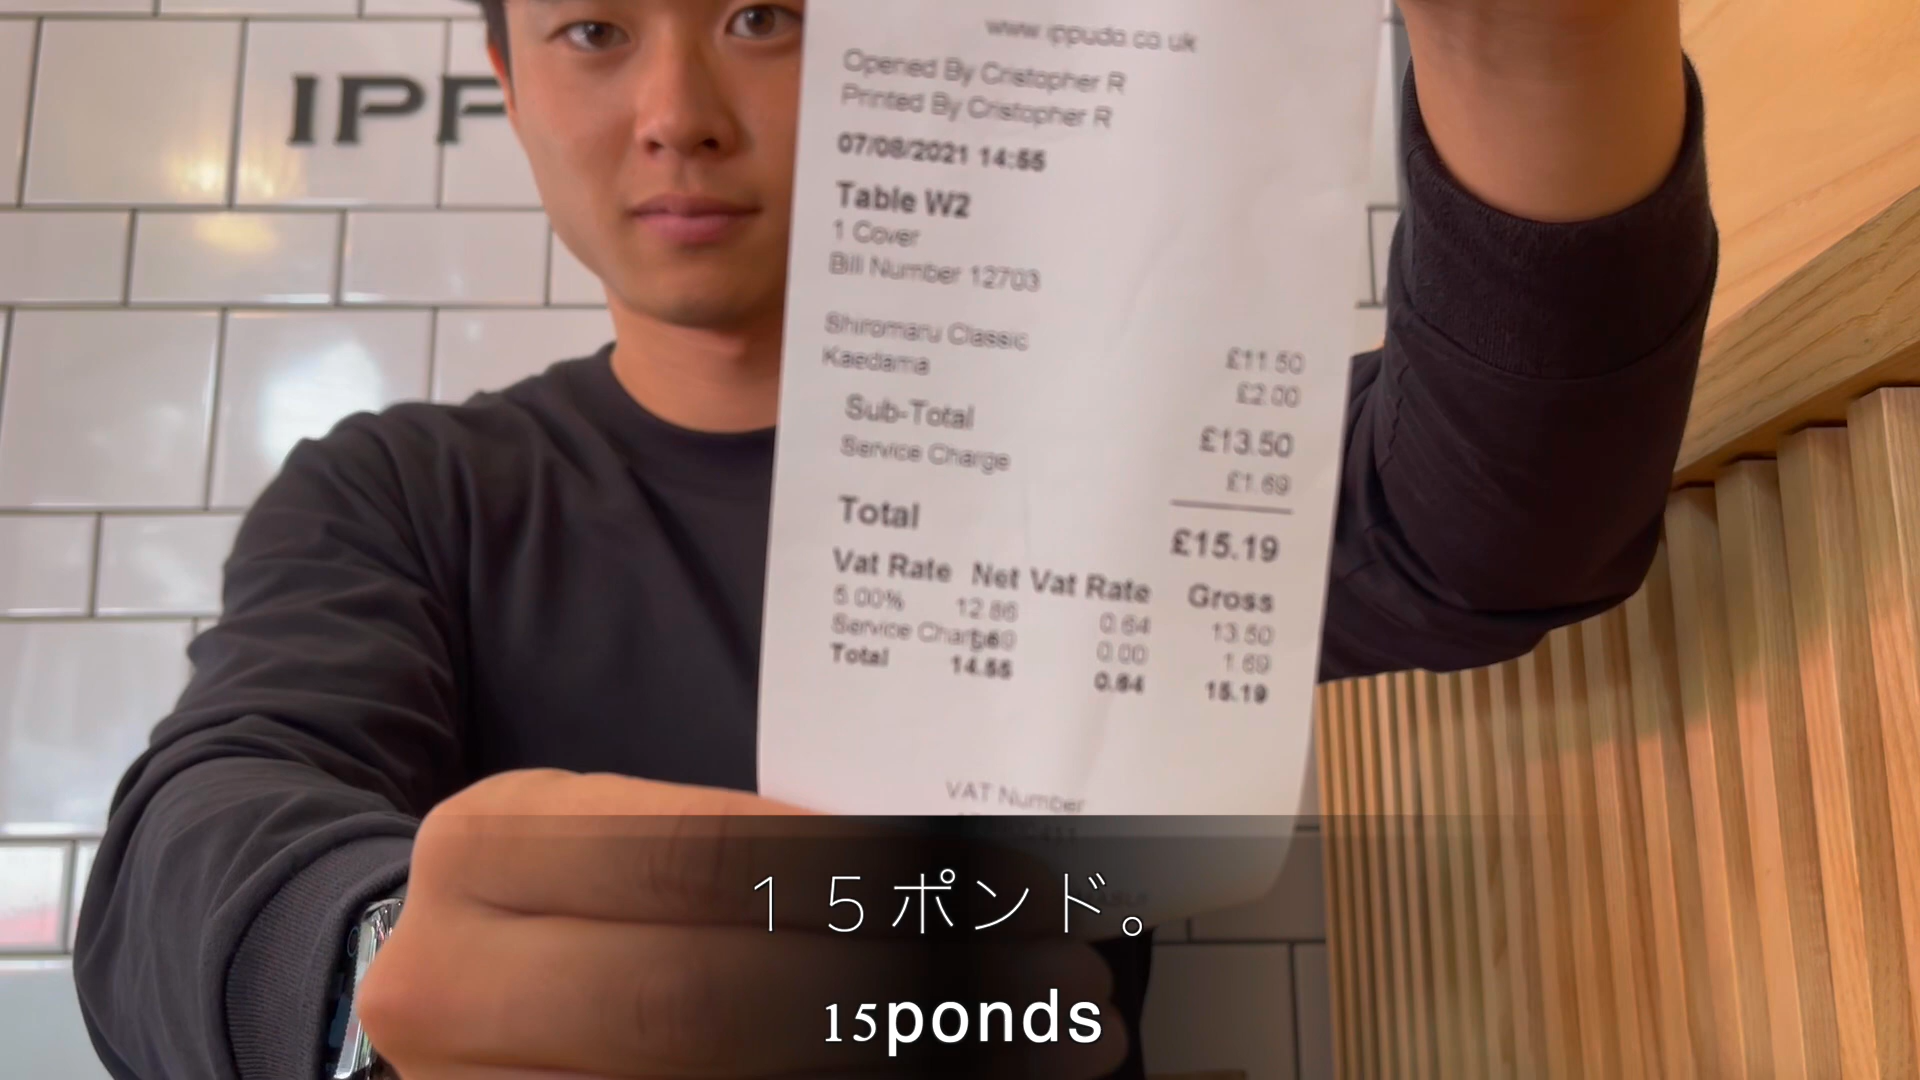 IPP
www.ippudo.co.uk
Opened By Cristopher R
Printed By Cristopher R
07/08/2021 14:55
Table W2
1 Cover
Bill Number 12703
Shiromaru Classic £11.50
Kaedama £2.00
Sub-Total £13.50
Service Charge £1.69
Total £15.19
Vat Rate Net Vat Rate Gross
5.00% 12.86 0.64 13.50
Service Charge 0.00 1.69
Total 14.55 0.64 15.19
VAT Number
15ポンド。
15ponds